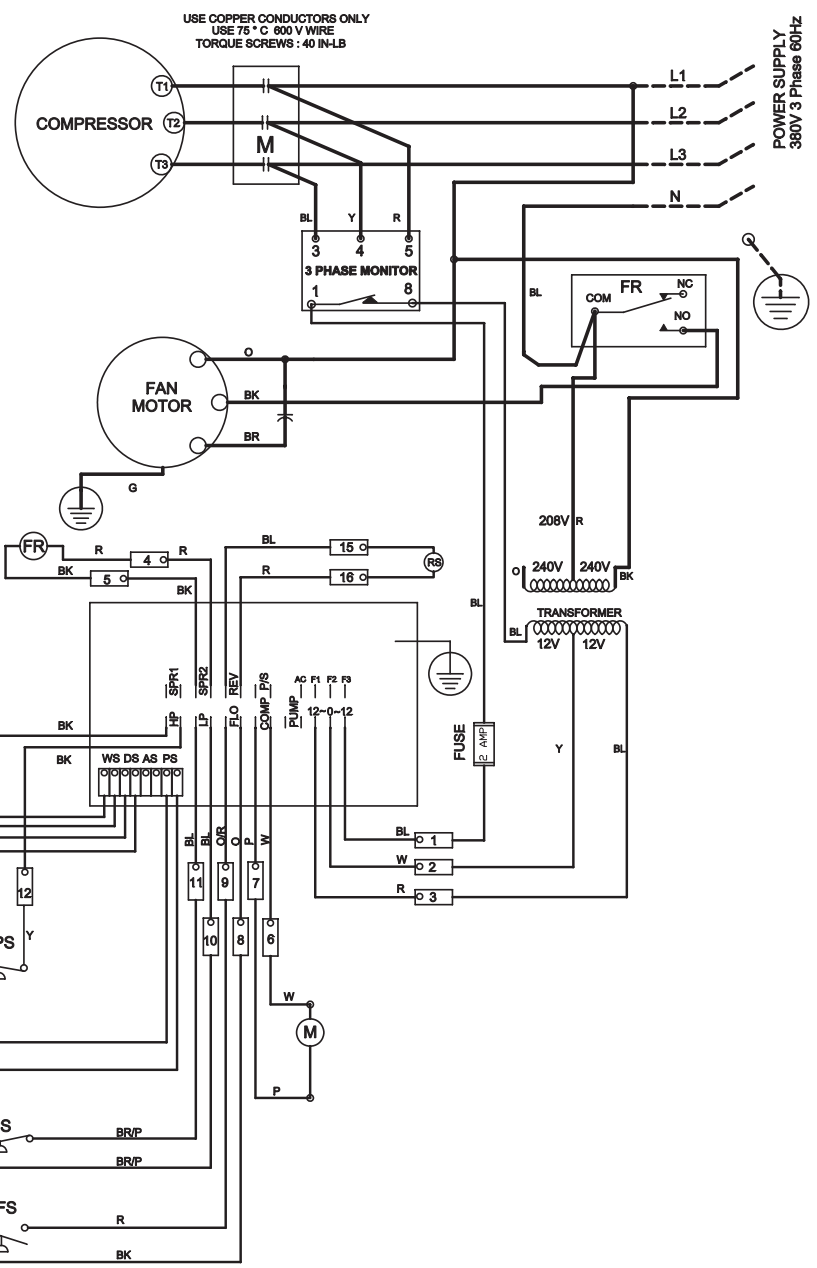 USE COPPER CONDUCTORS ONLY
USE 75 ° C 600 V WIRE
TORQUE SCREWS : 40 IN-LB
POWER SUPPLY
380V 3 Phase 60Hz
COMPRESSOR
T1
T2
T3
M
L1
L2
L3
N
BL
Y
R
3
4
5
3 PHASE MONITOR
1
8
BL
FR
COM
NC
NO
FAN
MOTOR
O
BK
BR
G
208V
R
O
240V
240V
BK
TRANSFORMER
BL
12V
12V
FR
R
4
R
BK
5
BK
BL
15
RS
R
16
BL
SPR1
SPR2
REV
P/S
HP
LP
FLO
COMP
PUMP
AC F1 F2 F3
12~0~12
FUSE
2 AMP
Y
BL
BK
BK
WS DS AS PS
BL
BL
O/R
O
P
W
BL
1
W
2
R
3
12
11
9
7
10
8
6
PS
Y
W
M
P
S
BR/P
BR/P
FS
R
BK